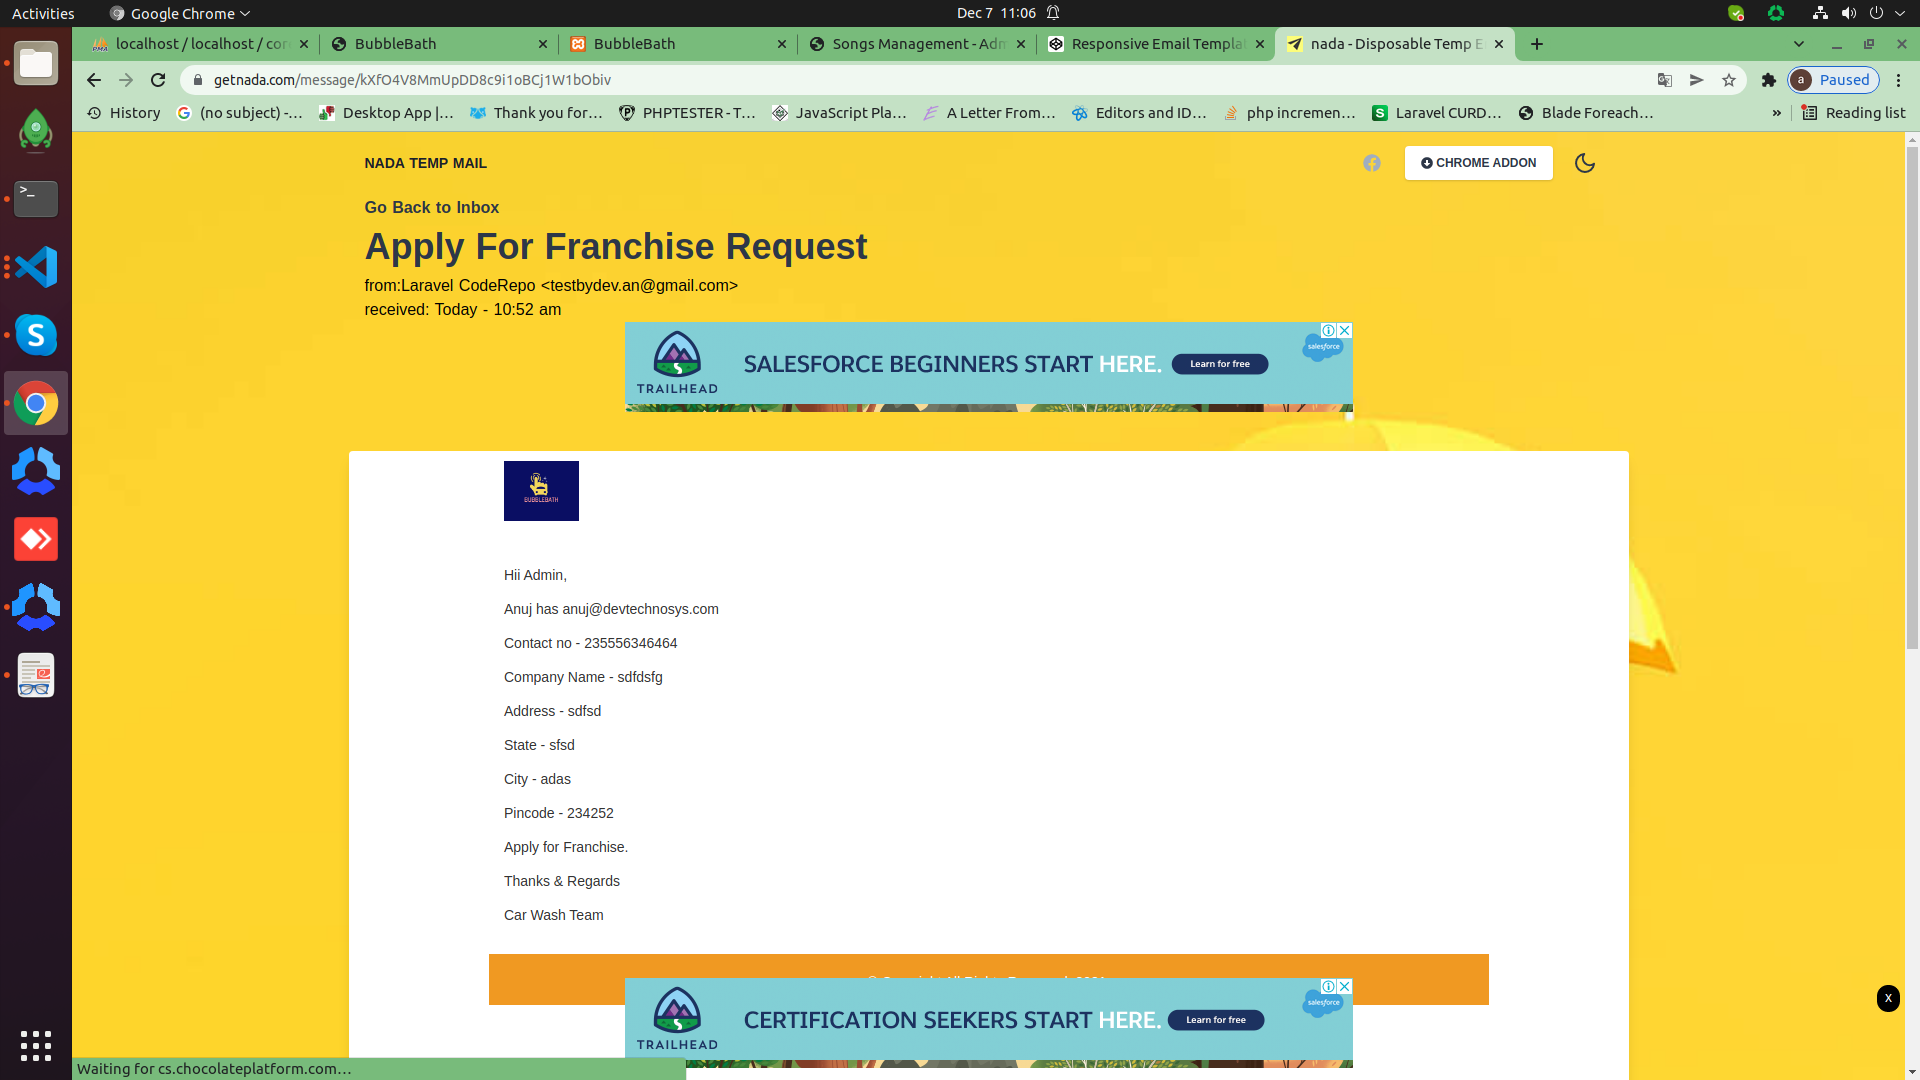 Activities
Google Chrome
Dec 7 11:06
localhost / localhost / cor
BubbleBath
BubbleBath
Songs Management - Adm
Responsive Email Templa
nada - Disposable Temp E
getnada.com/message/kXfO4V8MmUpDD8c9i1oBCj1W1bObiv
a
Paused
History
(no subject) -…
Desktop App |…
Thank you for…
PHPTESTER - T…
JavaScript Pla…
A Letter From…
Editors and ID…
php incremen…
Laravel CURD…
Blade Foreach…
»
Reading list
NADA TEMP MAIL
CHROME ADDON
Go Back to Inbox
Apply For Franchise Request
from:Laravel CodeRepo <testbydev.an@gmail.com>
received: Today - 10:52 am
TRAILHEAD
SALESFORCE BEGINNERS START HERE.
Learn for free
salesforce
BUBBLEBATH
Hii Admin,
Anuj has anuj@devtechnosys.com
Contact no - 235556346464
Company Name - sdfdsfg
Address - sdfsd
State - sfsd
City - adas
Pincode - 234252
Apply for Franchise.
Thanks & Regards
Car Wash Team
TRAILHEAD
CERTIFICATION SEEKERS START HERE.
Learn for free
salesforce
x
Waiting for cs.chocolateplatform.com…